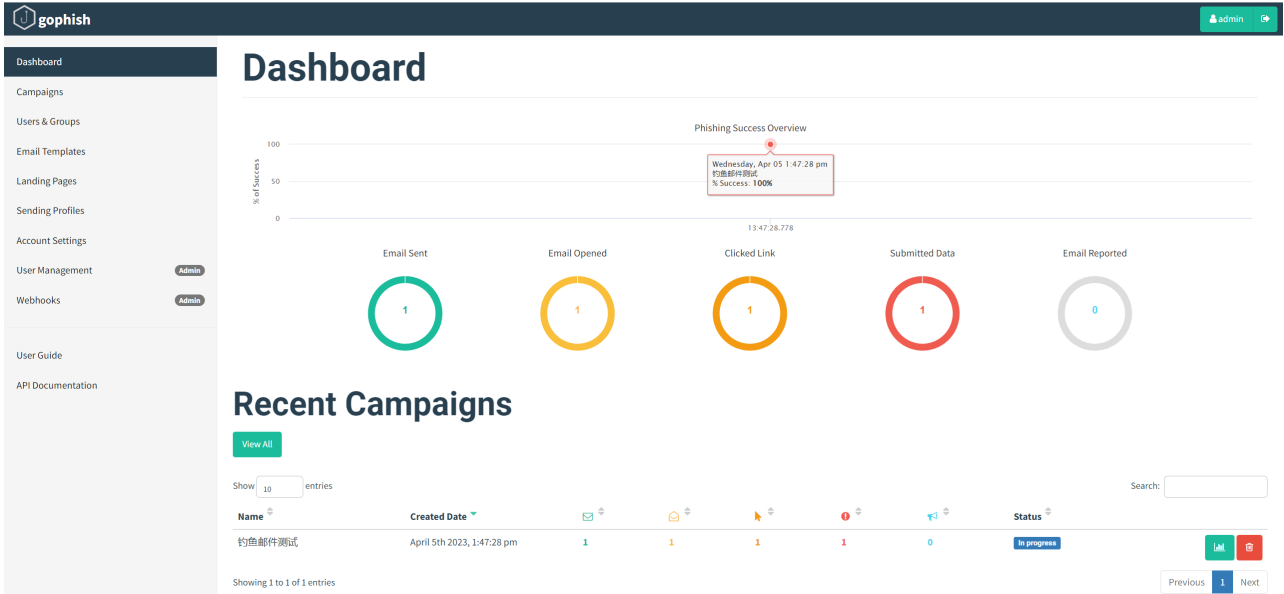 gophish
admin
Dashboard
Campaigns
Users & Groups
Email Templates
Landing Pages
Sending Profiles
Account Settings
User Management Admin
Webhooks Admin
User Guide
API Documentation
Dashboard
Phishing Success Overview
% of Success
100
50
0
Wednesday, Apr 05 1:47:28 pm
钓鱼邮件测试
% Success: 100%
13:47:28.778
Email Sent Email Opened Clicked Link Submitted Data Email Reported
1 1 1 1 0
Recent Campaigns
View All
Show 10 entries Search:
Name Created Date Status
钓鱼邮件测试 April 5th 2023, 1:47:28 pm 1 1 1 1 0 In progress
Showing 1 to 1 of 1 entries Previous 1 Next